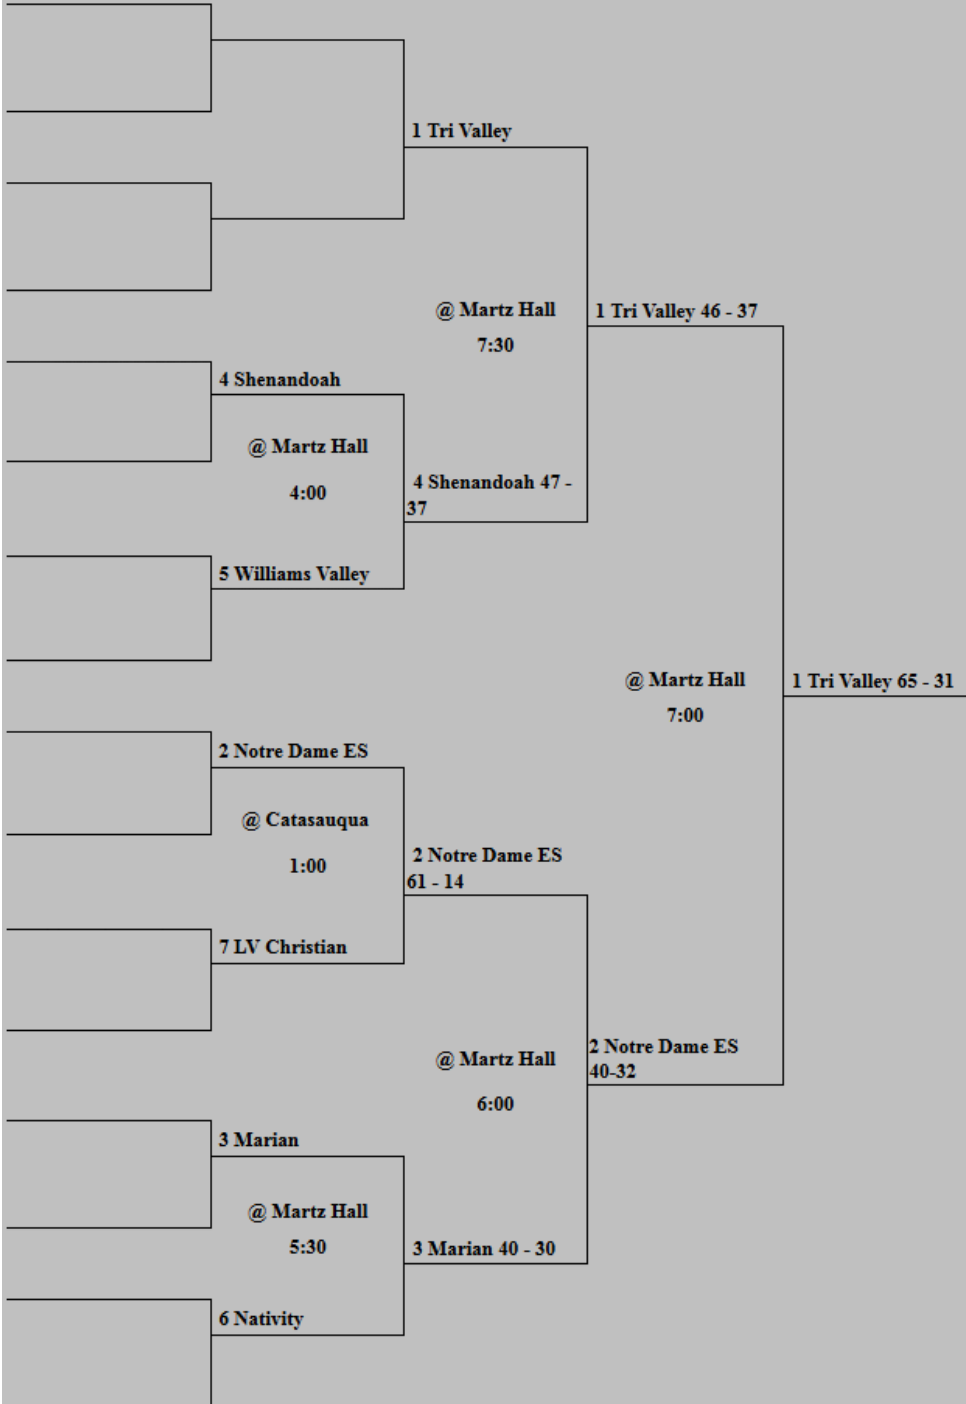 1 Tri Valley
@ Martz Hall
7:30
1 Tri Valley 46 - 37
4 Shenandoah
@ Martz Hall
4:00
4 Shenandoah 47 -
37
5 Williams Valley
@ Martz Hall
7:00
1 Tri Valley 65 - 31
2 Notre Dame ES
@ Catasauqua
1:00
2 Notre Dame ES
61 - 14
7 LV Christian
@ Martz Hall
6:00
2 Notre Dame ES
40-32
3 Marian
@ Martz Hall
5:30
3 Marian 40 - 30
6 Nativity